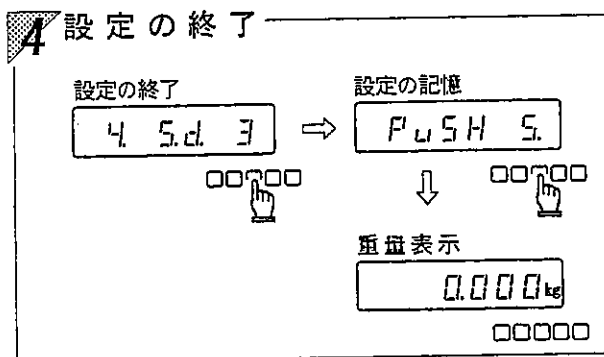 4 設定の終了
設定の終了
4. S.d. 3
設定の記憶
PuSH S.
重量表示
0.000kg